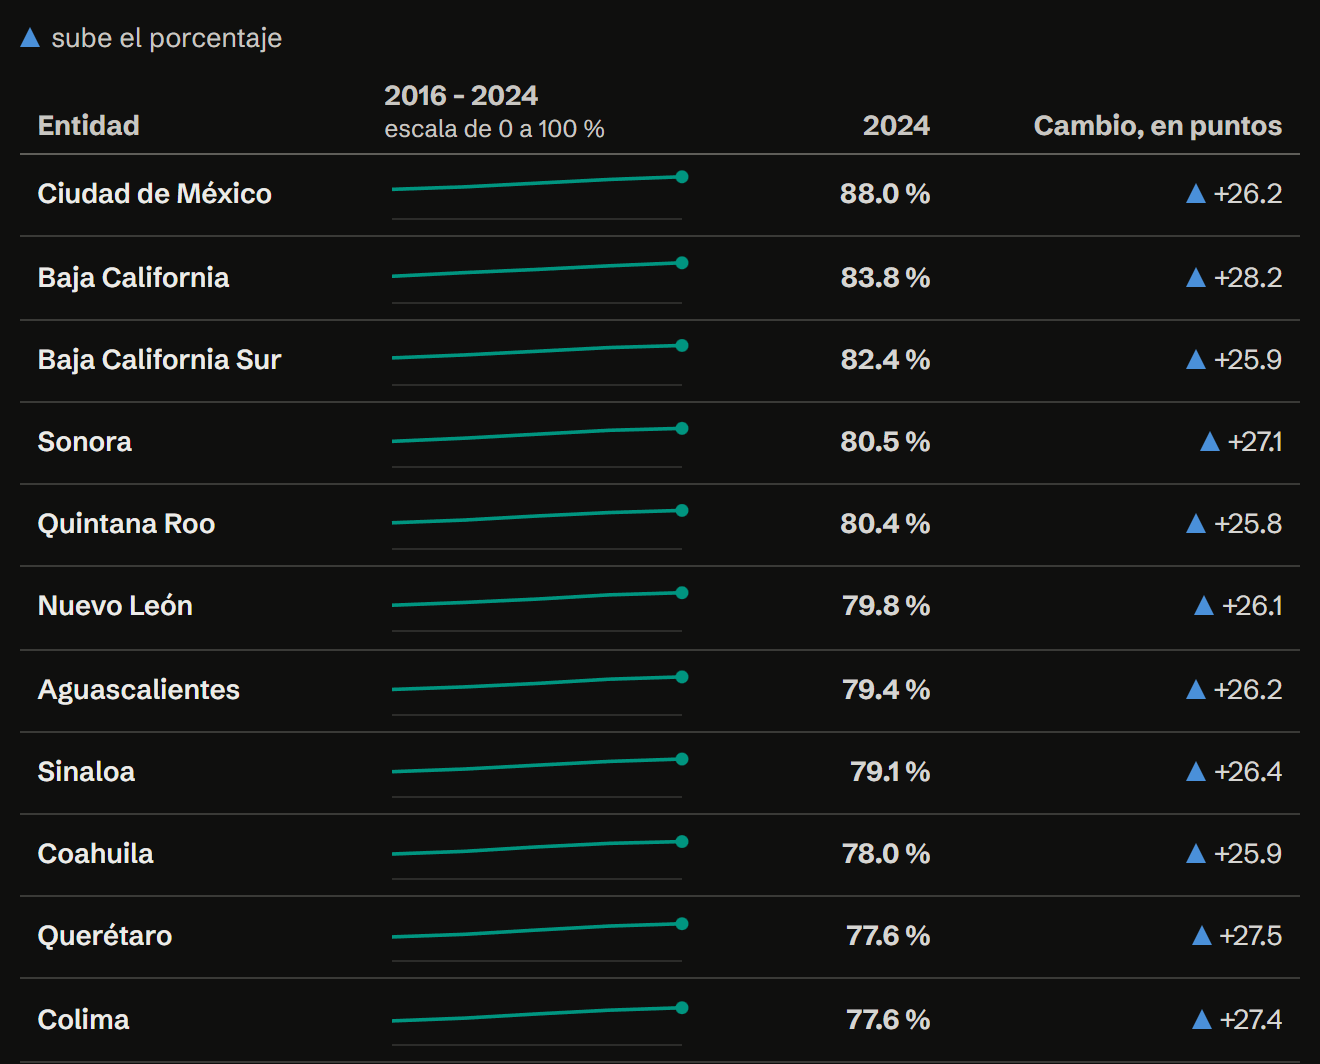 ▲ sube el porcentaje
Entidad 2016 - 2024 escala de 0 a 100 % 2024 Cambio, en puntos
Ciudad de México 88.0 % ▲ +26.2
Baja California 83.8 % ▲ +28.2
Baja California Sur 82.4 % ▲ +25.9
Sonora 80.5 % ▲ +27.1
Quintana Roo 80.4 % ▲ +25.8
Nuevo León 79.8 % ▲ +26.1
Aguascalientes 79.4 % ▲ +26.2
Sinaloa 79.1 % ▲ +26.4
Coahuila 78.0 % ▲ +25.9
Querétaro 77.6 % ▲ +27.5
Colima 77.6 % ▲ +27.4